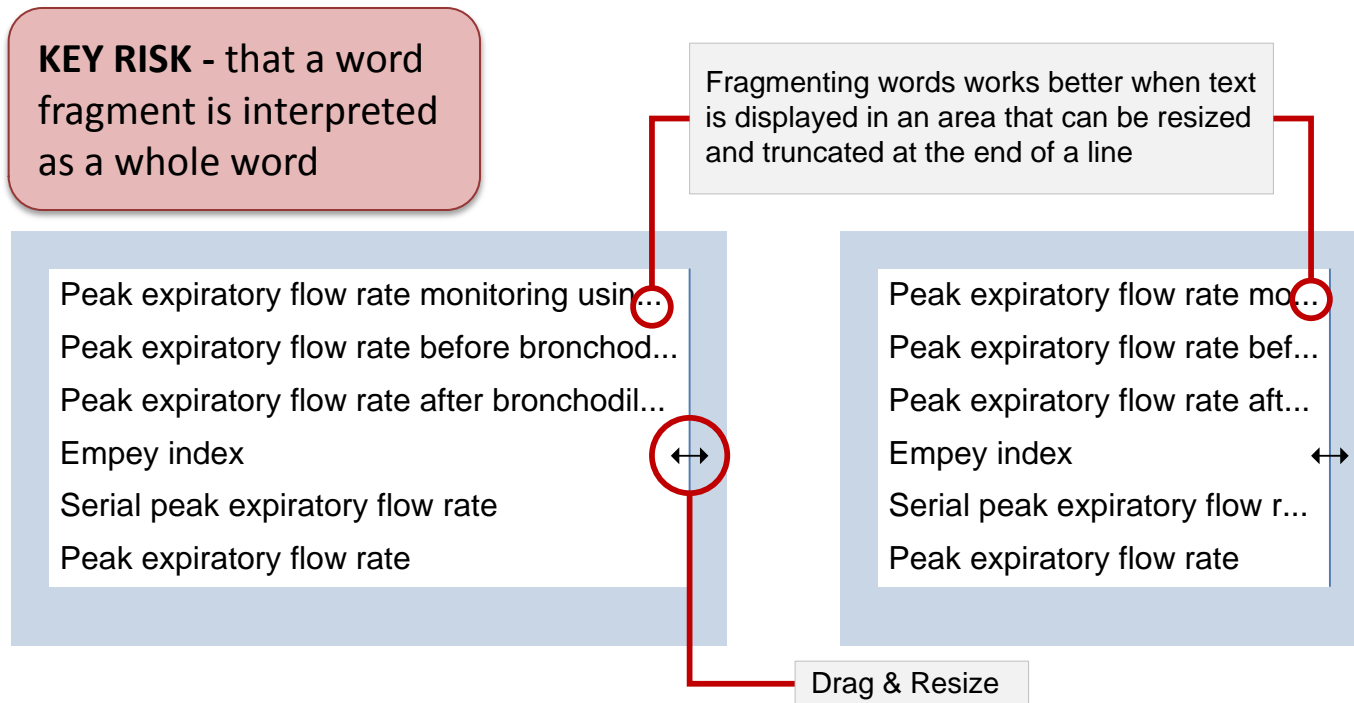 KEY RISK - that a word
fragment is interpreted
as a whole word
Fragmenting words works better when text
is displayed in an area that can be resized
and truncated at the end of a line
Peak expiratory flow rate monitoring usin...
Peak expiratory flow rate before bronchod...
Peak expiratory flow rate after bronchodil...
Empey index
Serial peak expiratory flow rate
Peak expiratory flow rate
Peak expiratory flow rate mo...
Peak expiratory flow rate bef...
Peak expiratory flow rate aft...
Empey index
Serial peak expiratory flow r...
Peak expiratory flow rate
Drag & Resize